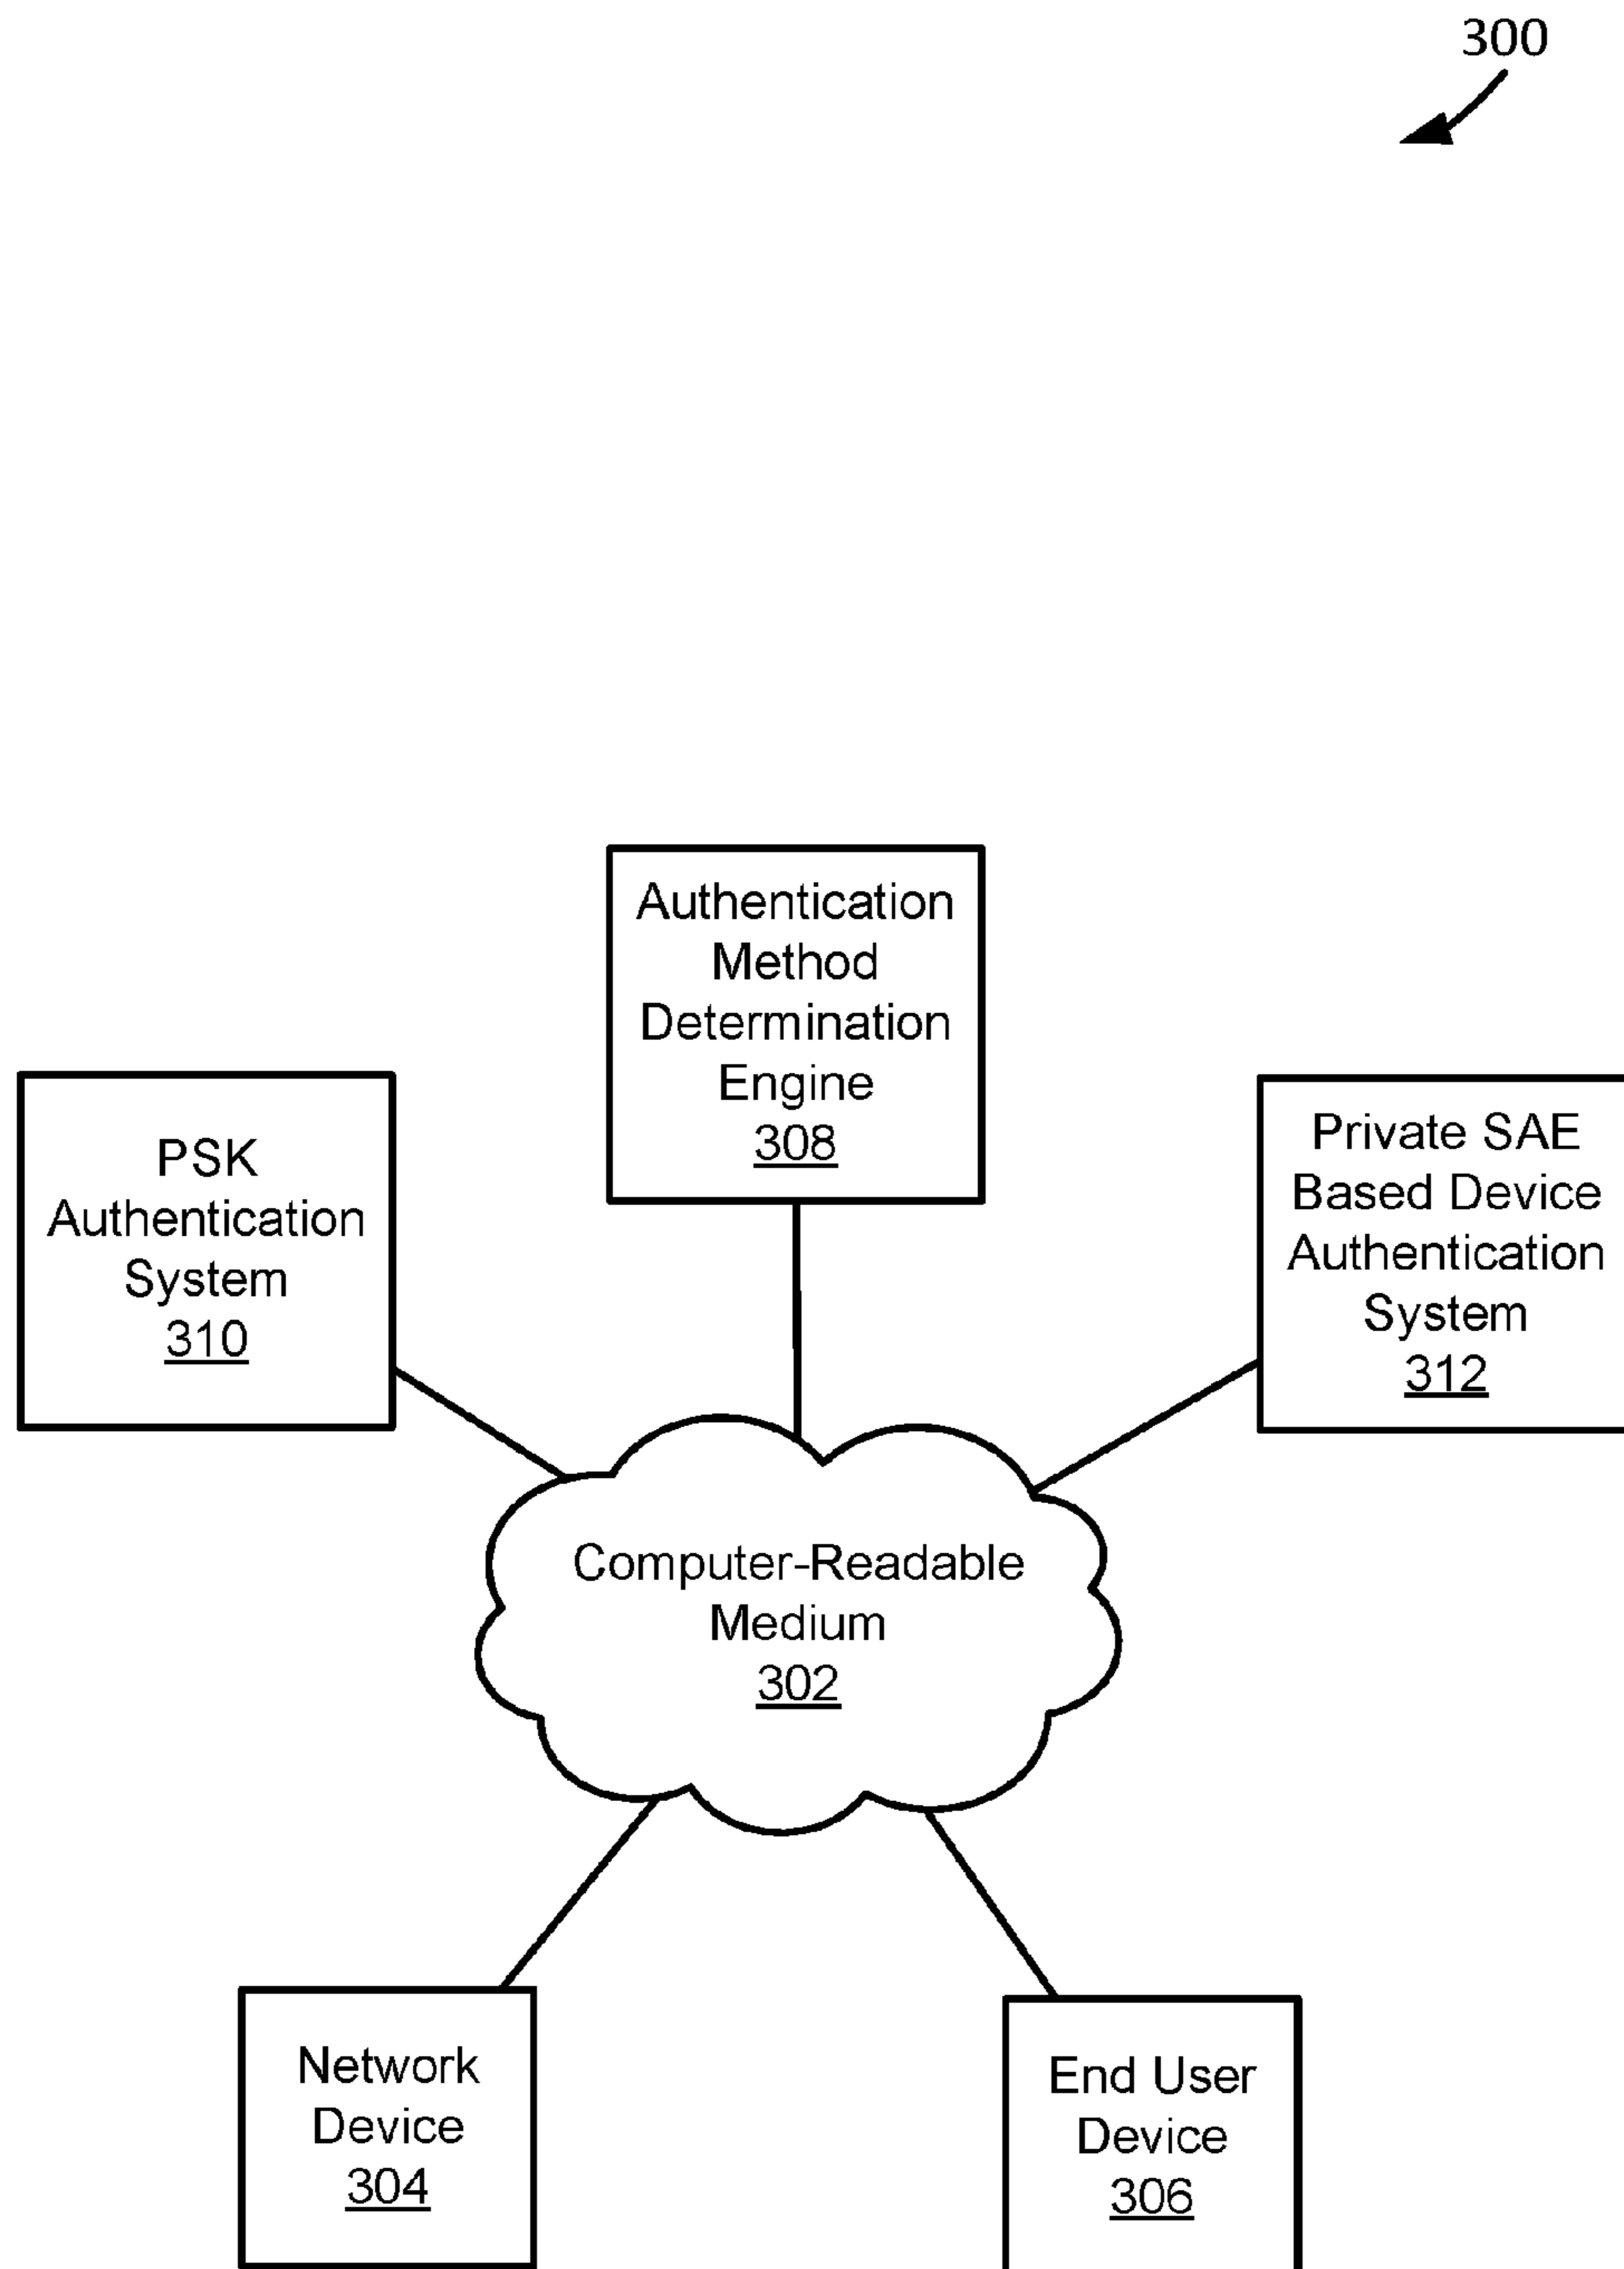 300
Authentication
Method
Determination
Engine
308
PSK
Authentication
System
310
Private SAE
Based Device
Authentication
System
312
Computer-Readable
Medium
302
Network
Device
304
End User
Device
306